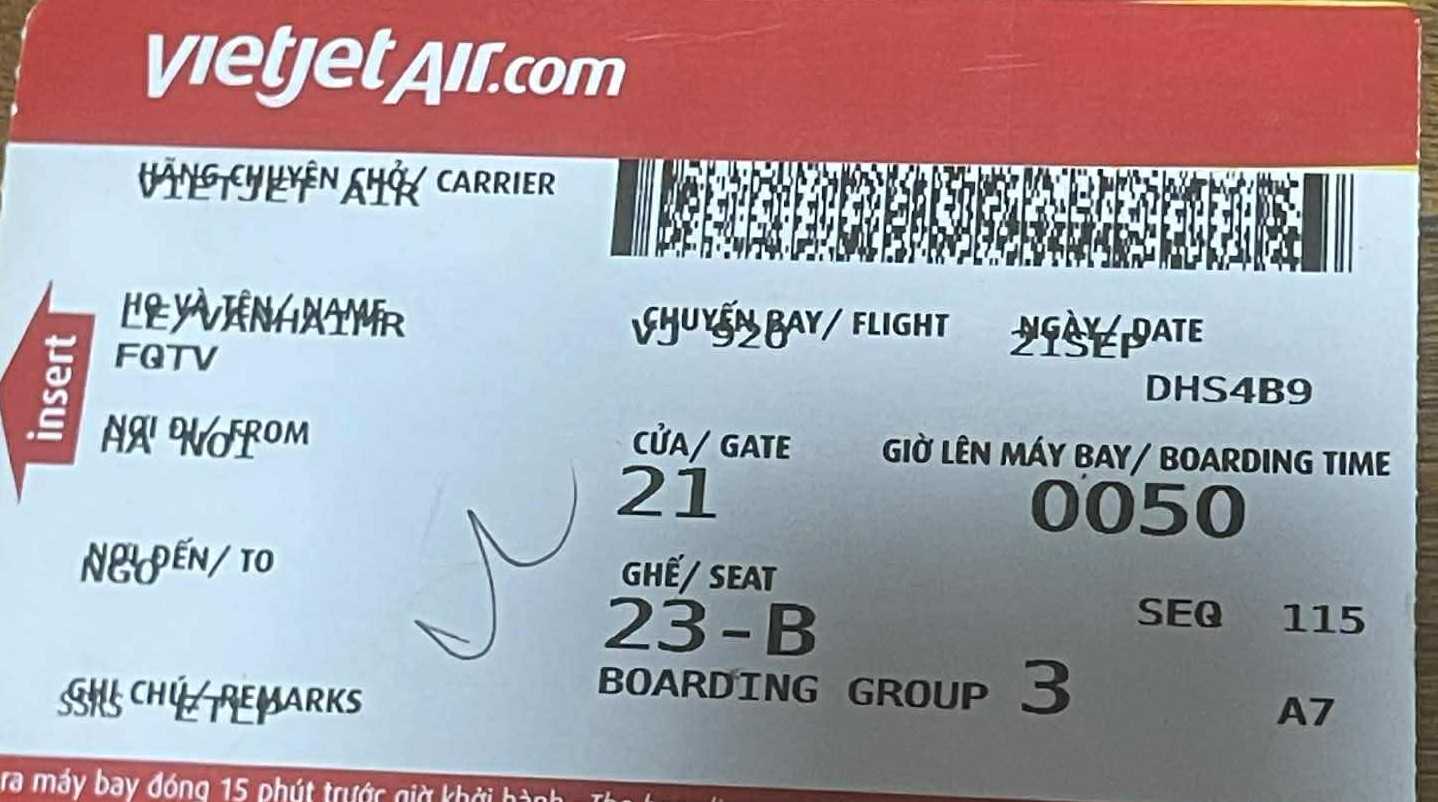 vietjetAir.com
HÃNG CHUYÊN CHỞ/ CARRIER
VIETJET AIR
HỌ VÀ TÊN/ NAME
LE/VANHAIMR
FQTV
CHUYẾN BAY/ FLIGHT
VJ 920
NGÀY/ DATE
21SEP
DHS4B9
insert
NƠI ĐI/ FROM
HA NOI
CỬA/ GATE
21
GIỜ LÊN MÁY BAY/ BOARDING TIME
0050
NƠI ĐẾN/ TO
NGO
GHẾ/ SEAT
23-B
SEQ 115
BOARDING GROUP 3
A7
GHI CHÚ/ REMARKS
SSRS ETLP
ra máy bay đóng 15 phút trước giờ khởi hành